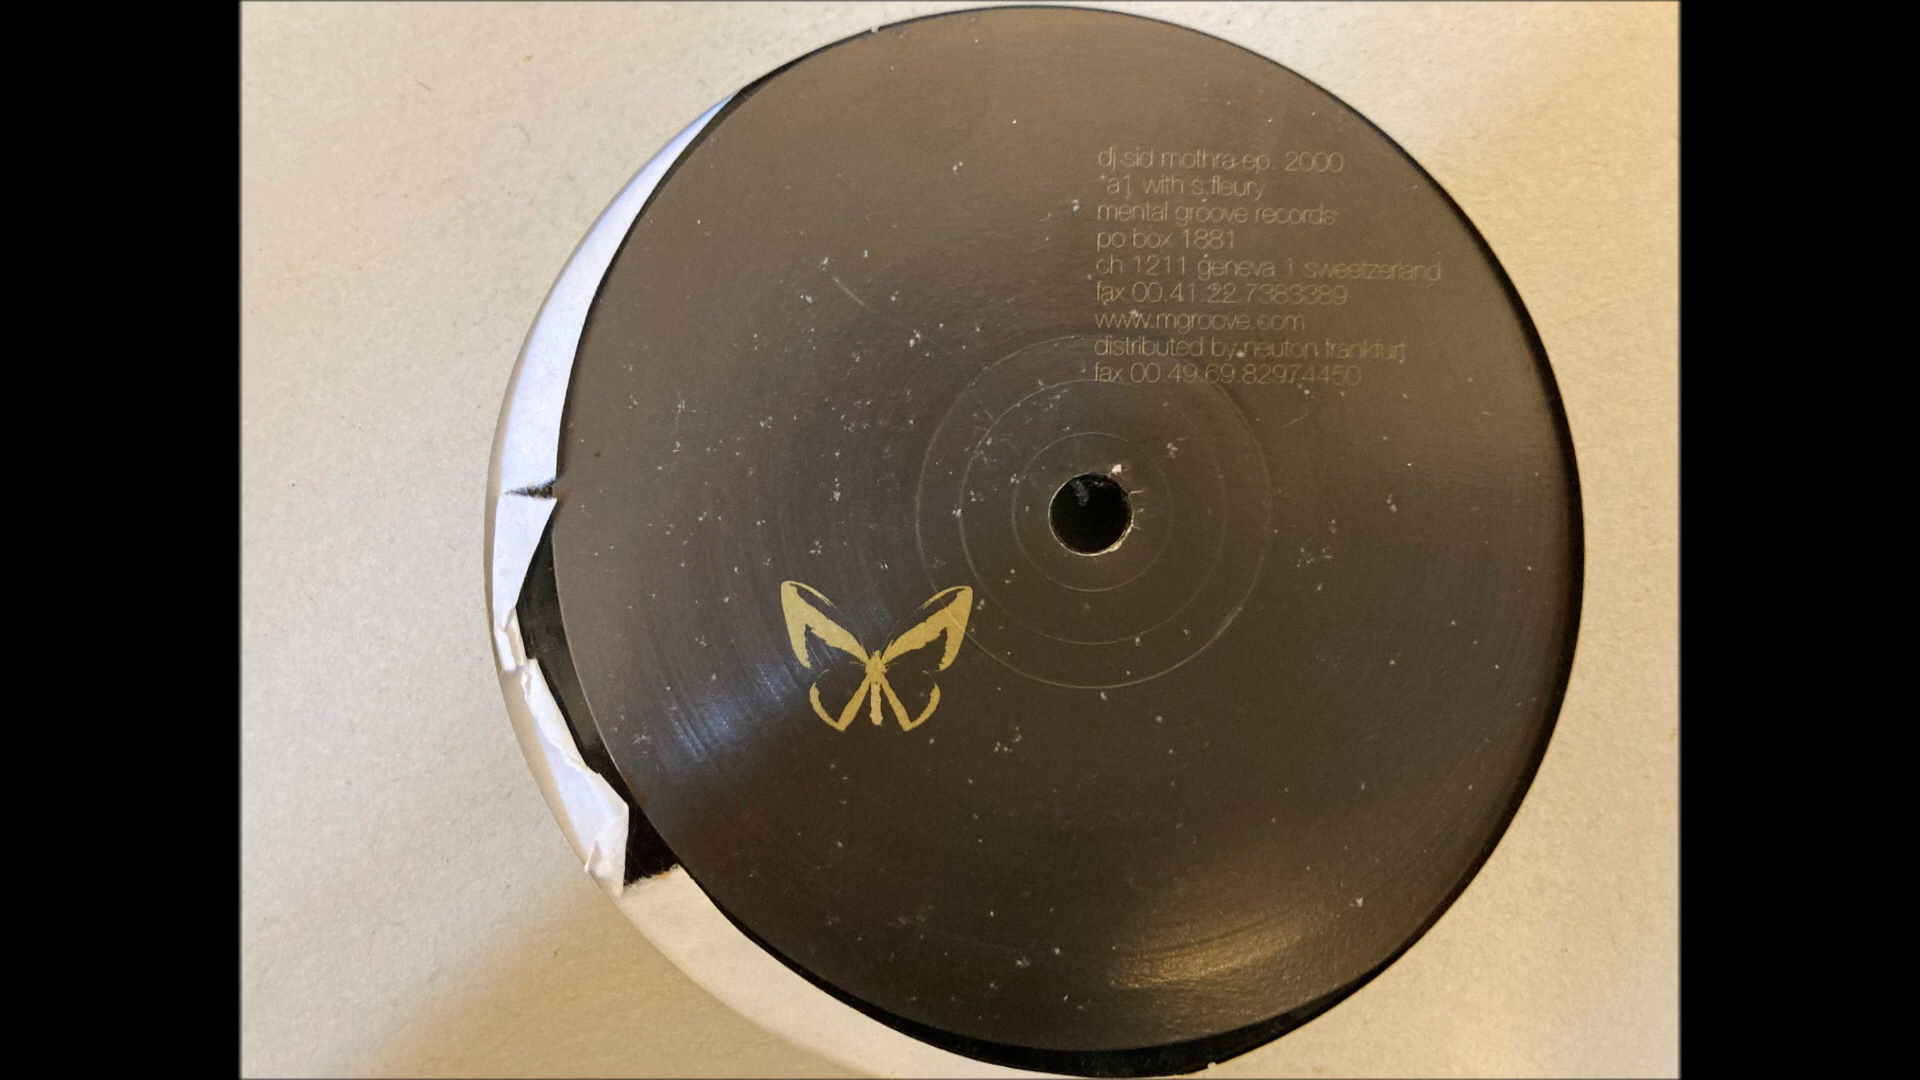 dj sid mothra ep. 2000
*a1 with s.fleury
mental groove records
po box 1881
ch 1211 geneva 1 sweetzerland
fax 00.41.22.7383389
www.mgroove.com
distributed by neuton frankfurt
fax 00.49.69.82974450